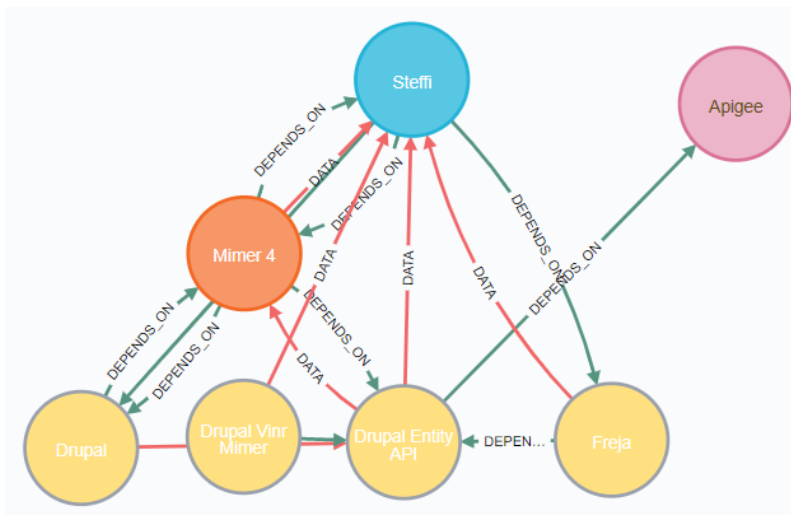 Steffi
Apigee
DEPENDS_ON
DATA
DEPENDS_ON
DEPENDS_ON
Mimer 4
DATA
DATA
DATA
DEPENDS_ON
DEPENDS_ON
DEPENDS_ON
DEPENDS_ON
DATA
Drupal
Drupal Vinr
Mimer
Drupal Entity
API
DEPEN...
Freja